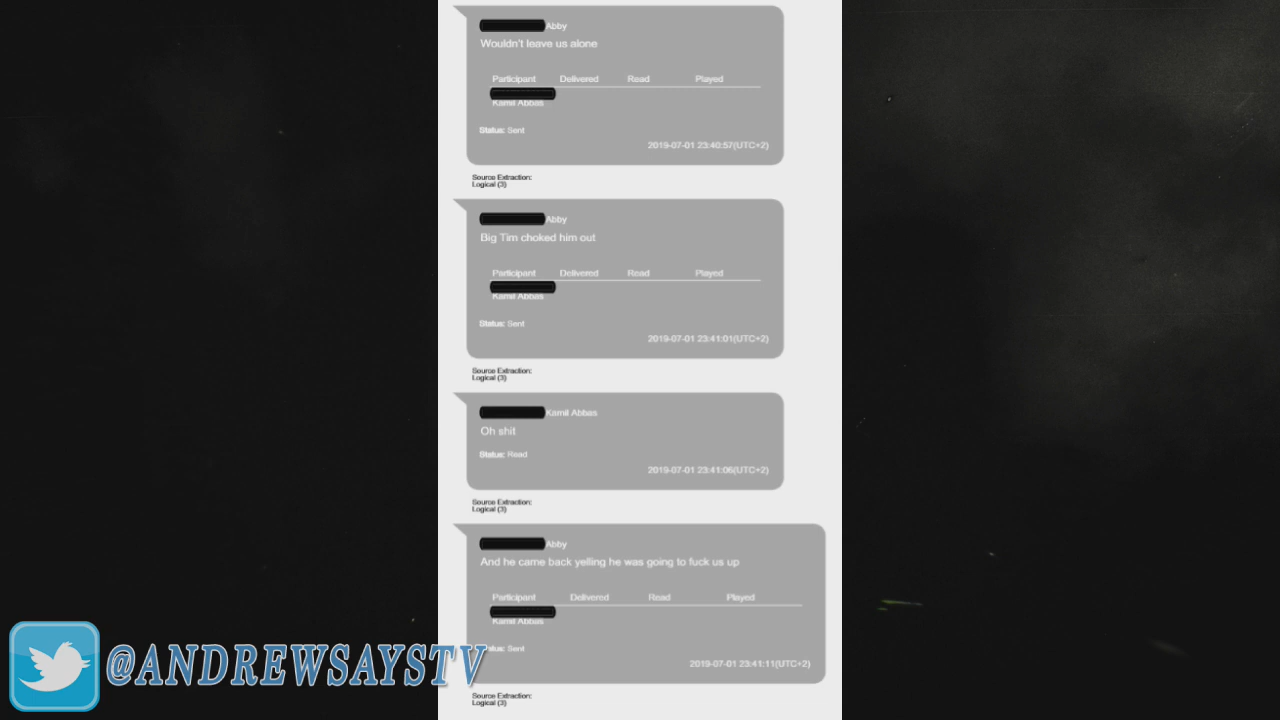 Abby
Wouldn't leave us alone
Participant Delivered Read Played
Kamil Abbas
Status: Sent
2019-07-01 23:40:57(UTC+2)
Source Extraction:
Logical (3)
Abby
Big Tim choked him out
Participant Delivered Read Played
Kamil Abbas
Status: Sent
2019-07-01 23:41:01(UTC+2)
Source Extraction:
Logical (3)
Kamil Abbas
Oh shit
Status: Read
2019-07-01 23:41:06(UTC+2)
Source Extraction:
Logical (3)
Abby
And he came back yelling he was going to fuck us up
Participant Delivered Read Played
Kamil Abbas
Status: Sent
2019-07-01 23:41:11(UTC+2)
Source Extraction:
Logical (3)
@ANDREWSAYSTV